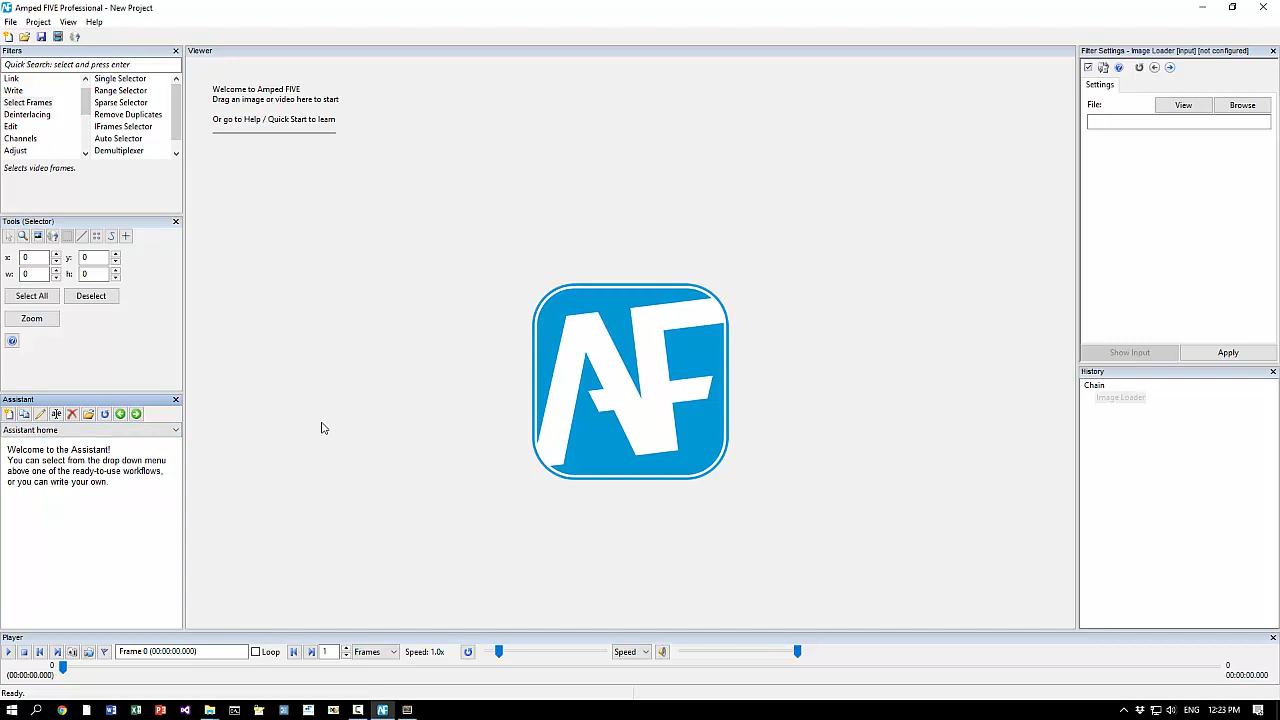 Amped FIVE Professional - New Project
File Project View Help
Filters
Quick Search: select and press enter
Link
Write
Select Frames
Deinterlacing
Edit
Channels
Adjust
Single Selector
Range Selector
Sparse Selector
Remove Duplicates
IFrames Selector
Auto Selector
Demultiplexer
Selects video frames.
Tools (Selector)
x: 0 y: 0
w: 0 h: 0
Select All Deselect
Zoom
Assistant
Assistant home
Welcome to the Assistant!
You can select from the drop down menu
above one of the ready-to-use workflows,
or you can write your own.
Viewer
Welcome to Amped FIVE
Drag an image or video here to start
Or go to Help / Quick Start to learn
AF
Filter Settings - Image Loader [input] [not configured]
Settings
File: View Browse
Show Input Apply
History
Chain
Image Loader
Player
Frame 0 (00:00:00.000) Loop 1 Frames Speed: 1.0x Speed
0 0
(00:00:00.000) 00:00:00.000
Ready.
ENG 12:23 PM